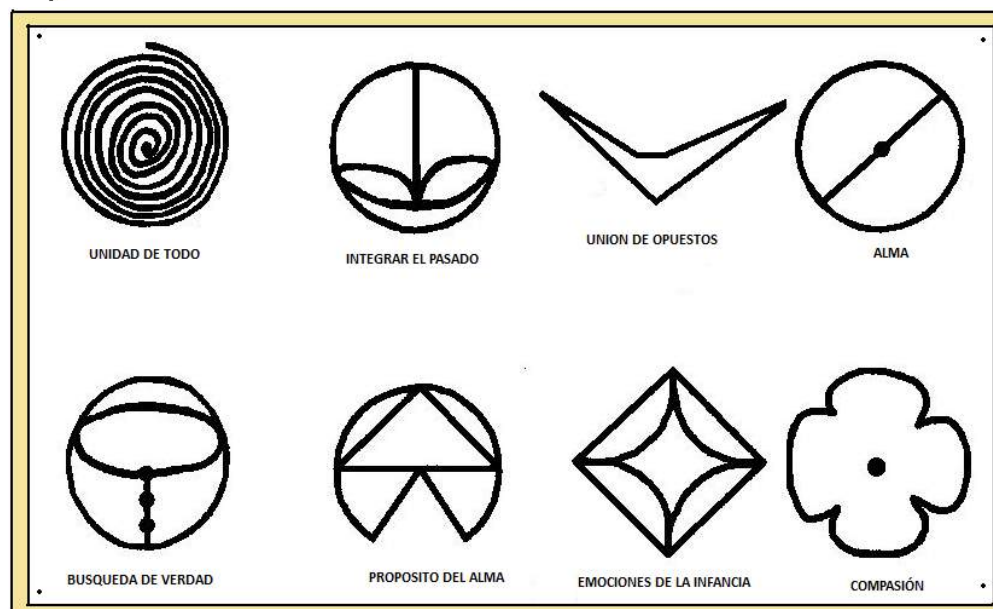 UNIDAD DE TODO
INTEGRAR EL PASADO
UNION DE OPUESTOS
ALMA
BUSQUEDA DE VERDAD
PROPOSITO DEL ALMA
EMOCIONES DE LA INFANCIA
COMPASIÓN